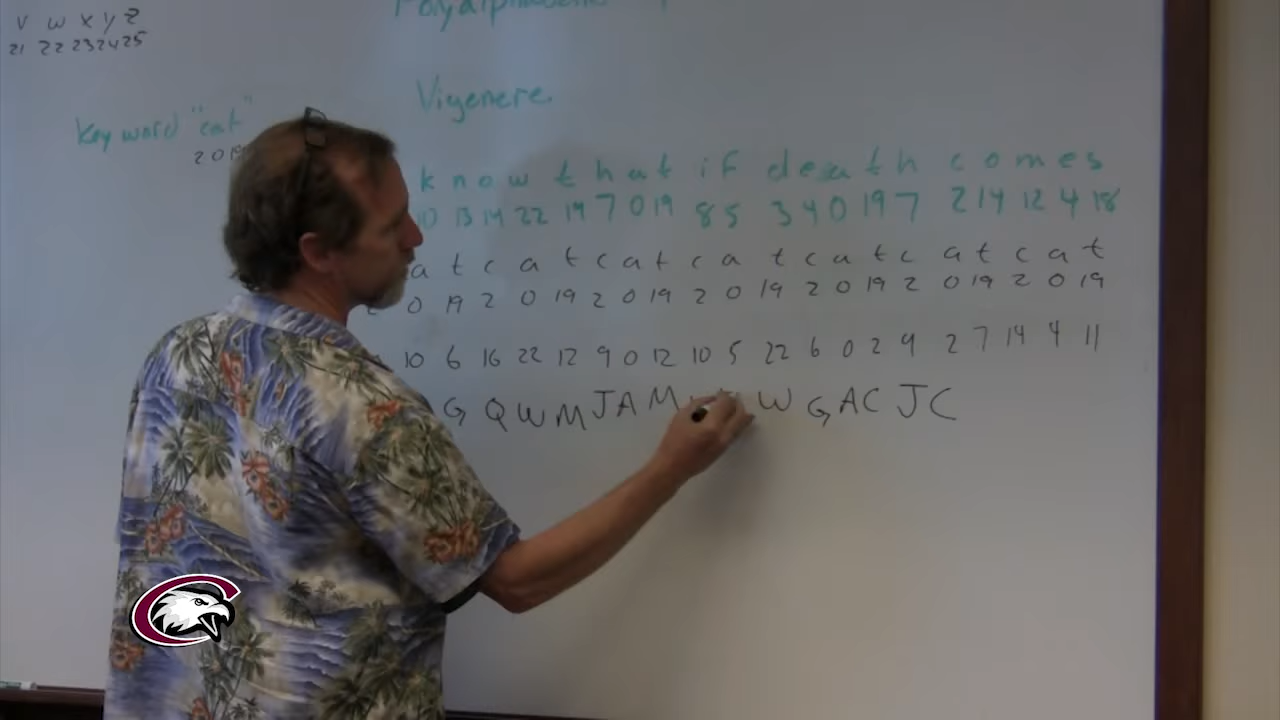 V W X Y Z
21 22 23 24 25
Polyalphabetic
Vigenere
Key word "cat"
2 0 19
k n o w t h a t i f d e a t h c o m e s
10 13 14 22 19 7 0 19 8 5 3 4 0 19 7 2 14 12 4 18
a t c a t c a t c a t c a t c a t c a t
2 0 19 2 0 19 2 0 19 2 0 19 2 0 19 2 0 19 2 0 19
10 6 16 22 12 9 0 12 10 5 22 6 0 2 9 2 7 14 4 11
G Q W M J A M W G A C J C